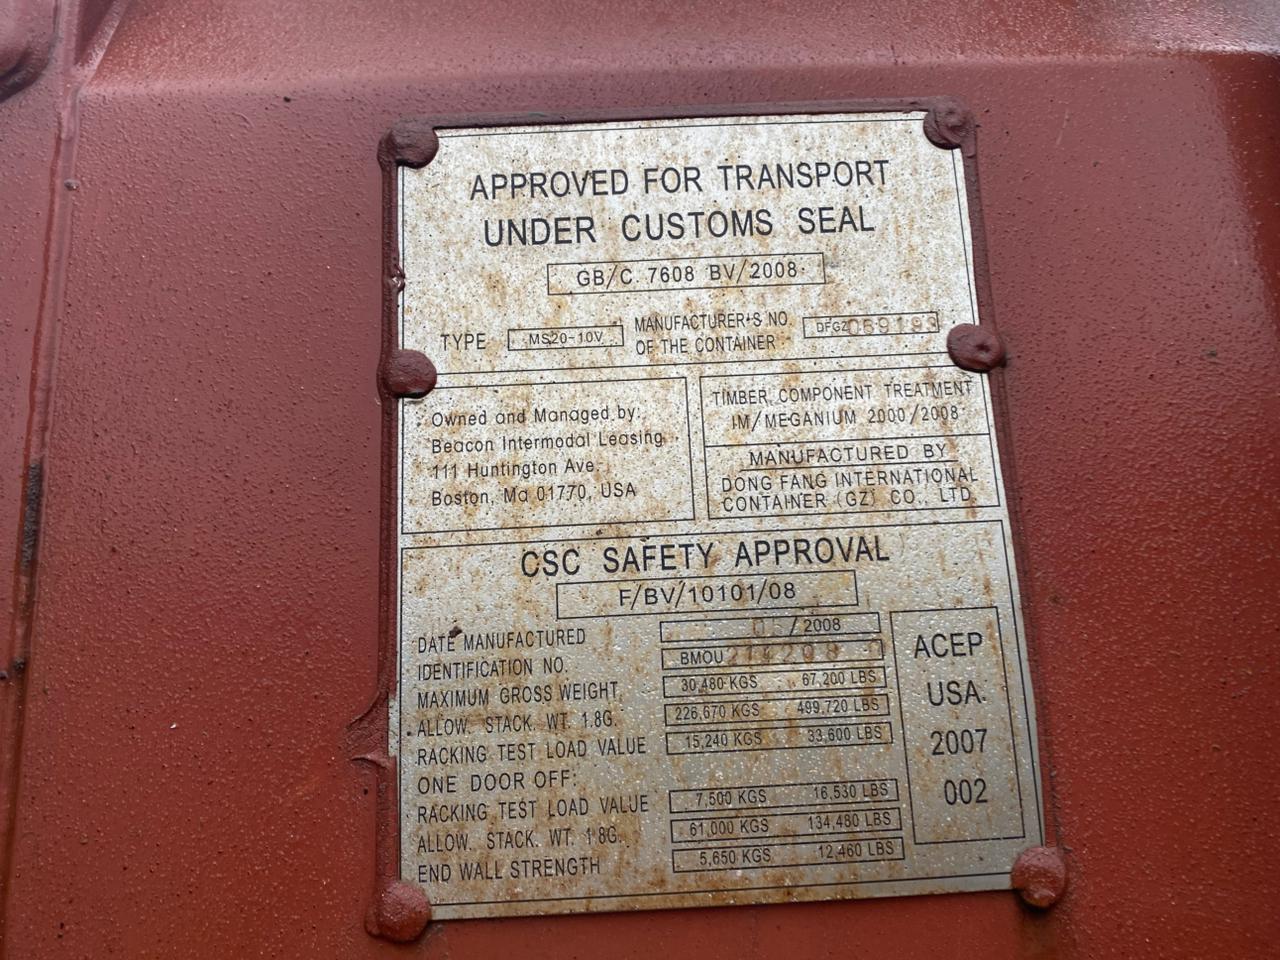 APPROVED FOR TRANSPORT
UNDER CUSTOMS SEAL
GB/C 7608 BV/2008
TYPE MS20-10V MANUFACTURER'S NO.
OF THE CONTAINER DFGZ069193
Owned and Managed by:
Beacon Intermodal Leasing
111 Huntington Ave.
Boston, Ma 01770, USA
TIMBER COMPONENT TREATMENT
IM/MEGANIUM 2000/2008
MANUFACTURED BY
DONG FANG INTERNATIONAL
CONTAINER (GZ) CO., LTD.
CSC SAFETY APPROVAL
F/BV/10101/08
DATE MANUFACTURED /2008
IDENTIFICATION NO. BMOU
MAXIMUM GROSS WEIGHT 30,480 KGS 67,200 LBS
ALLOW. STACK. WT. 1.8G. 226,670 KGS 499,720 LBS
RACKING TEST LOAD VALUE 15,240 KGS 33,600 LBS
ONE DOOR OFF:
RACKING TEST LOAD VALUE 7,500 KGS 16,530 LBS
ALLOW. STACK. WT. 1.8G. 61,000 KGS 134,480 LBS
END WALL STRENGTH 5,650 KGS 12,460 LBS
ACEP
USA
2007
002